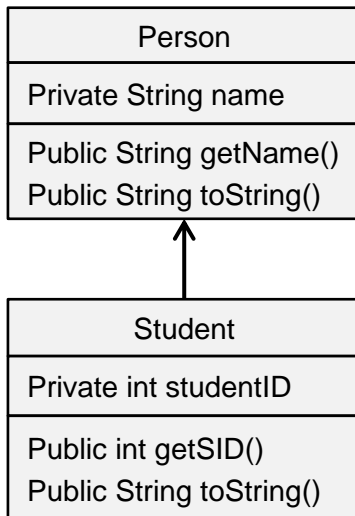 Person
Private String name
Public String getName()
Public String toString()
Student
Private int studentID
Public int getSID()
Public String toString()